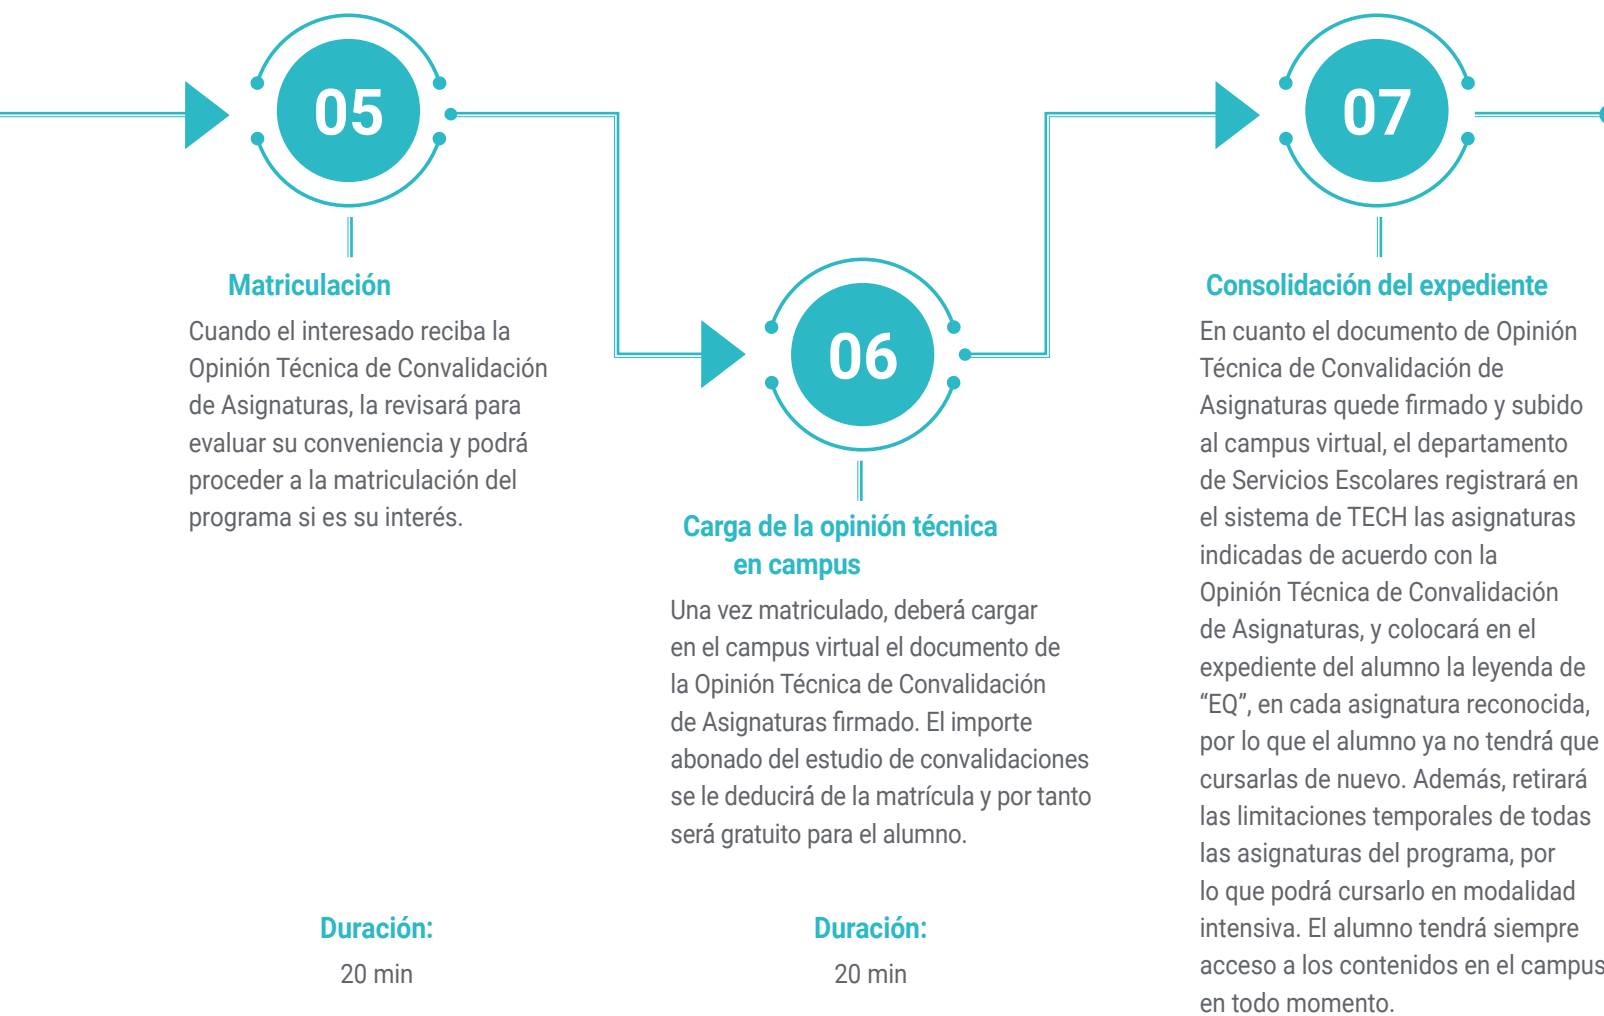 05
Matriculación
Cuando el interesado reciba la
Opinión Técnica de Convalidación
de Asignaturas, la revisará para
evaluar su conveniencia y podrá
proceder a la matriculación del
programa si es su interés.
Duración:
20 min
06
Carga de la opinión técnica
en campus
Una vez matriculado, deberá cargar
en el campus virtual el documento de
la Opinión Técnica de Convalidación
de Asignaturas firmado. El importe
abonado del estudio de convalidaciones
se le deducirá de la matrícula y por tanto
será gratuito para el alumno.
Duración:
20 min
07
Consolidación del expediente
En cuanto el documento de Opinión
Técnica de Convalidación de
Asignaturas quede firmado y subido
al campus virtual, el departamento
de Servicios Escolares registrará en
el sistema de TECH las asignaturas
indicadas de acuerdo con la
Opinión Técnica de Convalidación
de Asignaturas, y colocará en el
expediente del alumno la leyenda de
“EQ”, en cada asignatura reconocida,
por lo que el alumno ya no tendrá que
cursarlas de nuevo. Además, retirará
las limitaciones temporales de todas
las asignaturas del programa, por
lo que podrá cursarlo en modalidad
intensiva. El alumno tendrá siempre
acceso a los contenidos en el campus
en todo momento.